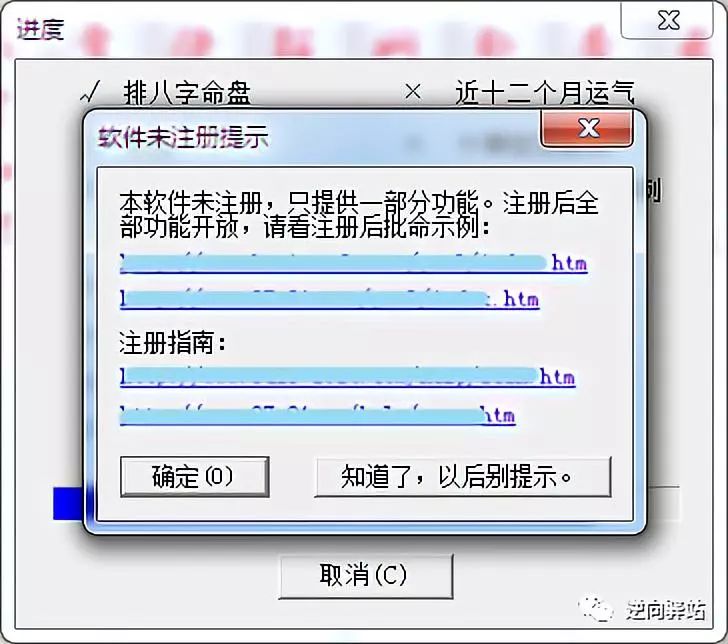 进度
√ 排八字命盘 × 近十二个月运气
软件未注册提示
例
本软件未注册，只提供一部分功能。注册后全
部功能开放，请看注册后批命示例：
htm
.htm
注册指南：
htm
htm
确定(O) 知道了，以后别提示。
取消(C)
逆向驿站